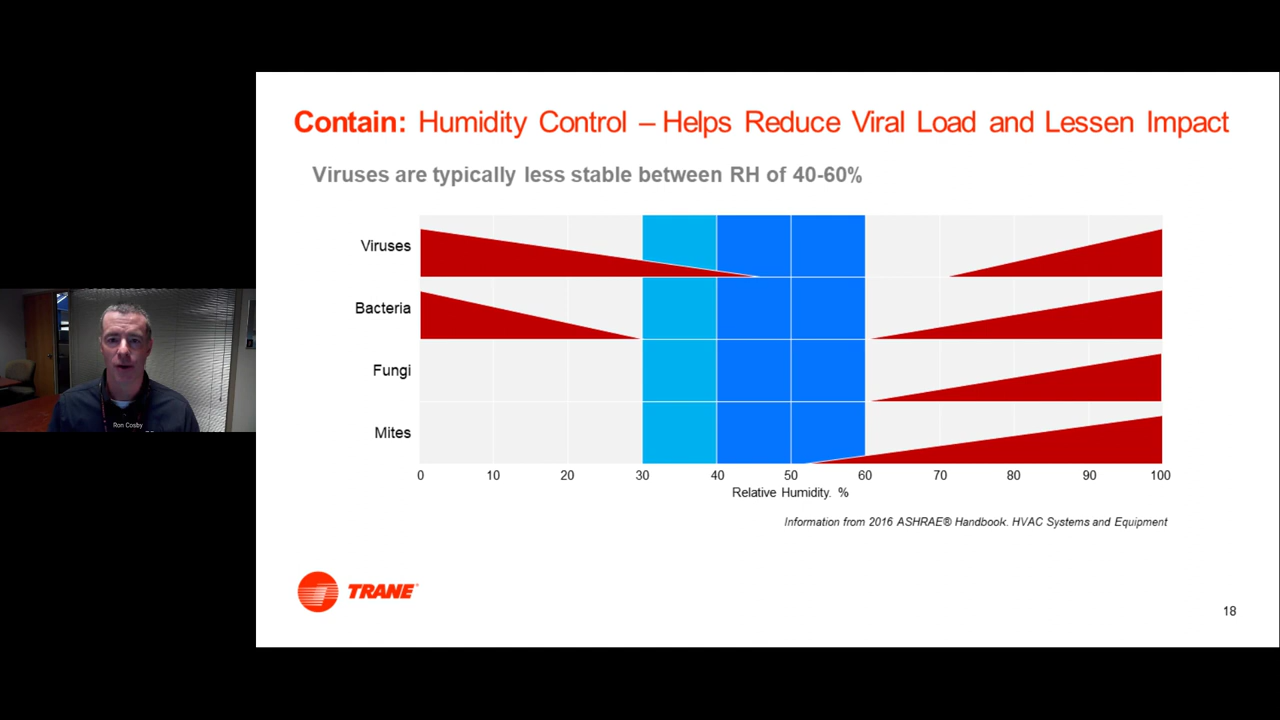 Contain: Humidity Control – Helps Reduce Viral Load and Lessen Impact
Viruses are typically less stable between RH of 40-60%
Viruses
Bacteria
Fungi
Mites
0 10 20 30 40 50 60 70 80 90 100
Relative Humidity. %
Information from 2016 ASHRAE® Handbook. HVAC Systems and Equipment
TRANE®
18
Ron Cosby